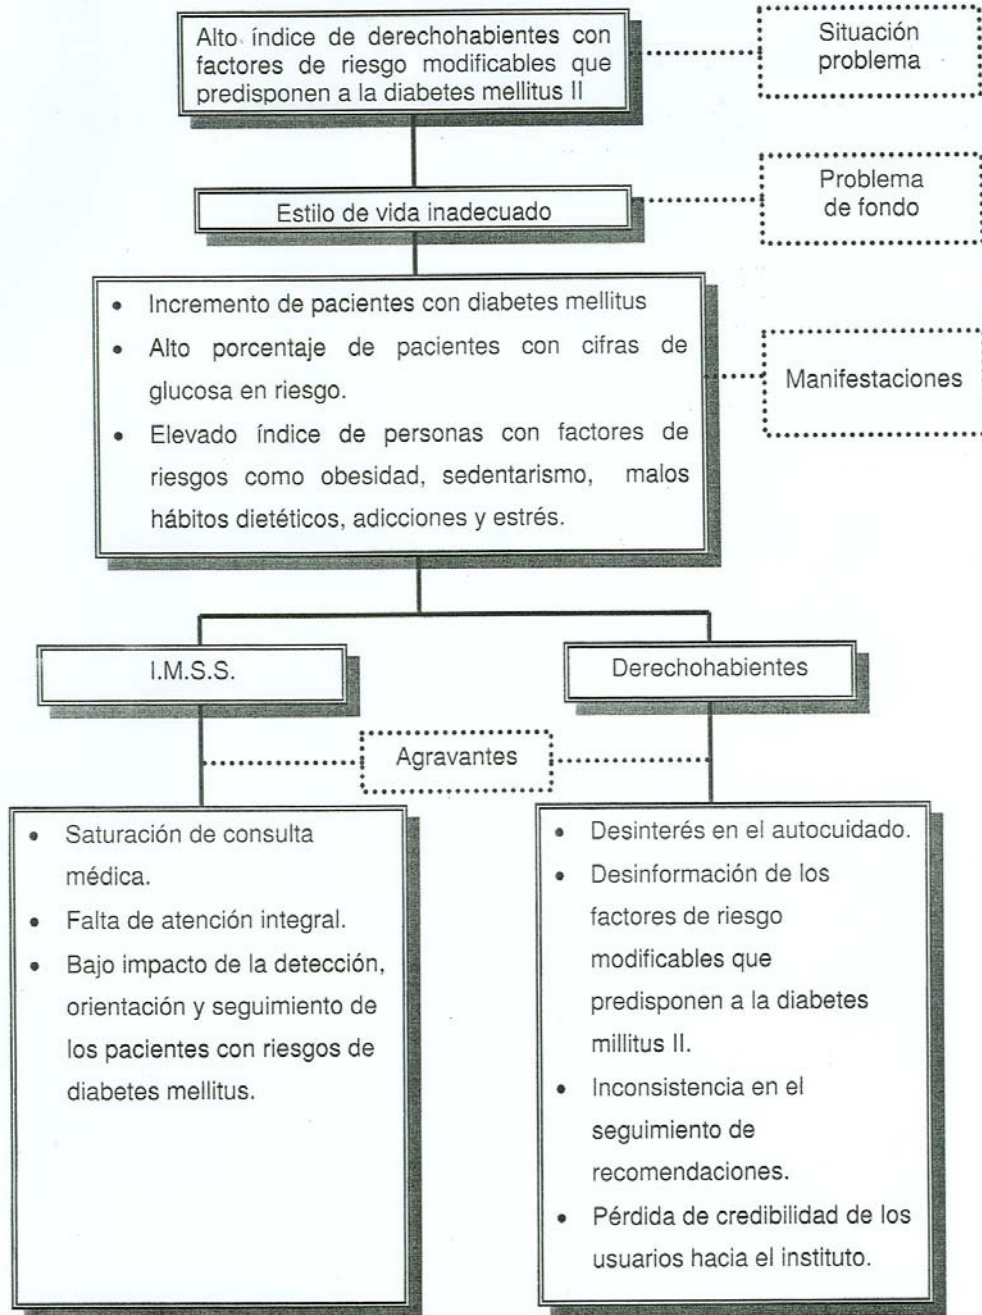 Alto índice de derechohabientes con
factores de riesgo modificables que
predisponen a la diabetes mellitus II
Situación
problema
Estilo de vida inadecuado
Problema
de fondo
• Incremento de pacientes con diabetes mellitus
• Alto porcentaje de pacientes con cifras de
glucosa en riesgo.
• Elevado índice de personas con factores de
riesgos como obesidad, sedentarismo, malos
hábitos dietéticos, adicciones y estrés.
Manifestaciones
I.M.S.S.
Derechohabientes
Agravantes
• Saturación de consulta
médica.
• Falta de atención integral.
• Bajo impacto de la detección,
orientación y seguimiento de
los pacientes con riesgos de
diabetes mellitus.
• Desinterés en el autocuidado.
• Desinformación de los
factores de riesgo
modificables que
predisponen a la diabetes
millitus II.
• Inconsistencia en el
seguimiento de
recomendaciones.
• Pérdida de credibilidad de los
usuarios hacia el instituto.